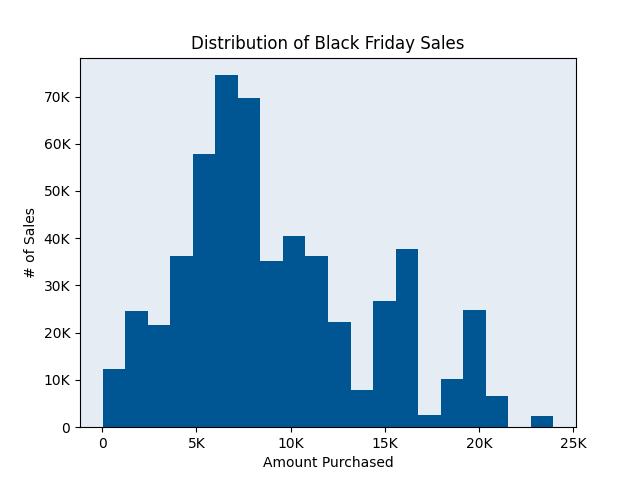 Distribution of Black Friday Sales
# of Sales
70K
60K
50K
40K
30K
20K
10K
0
0 5K 10K 15K 20K 25K
Amount Purchased